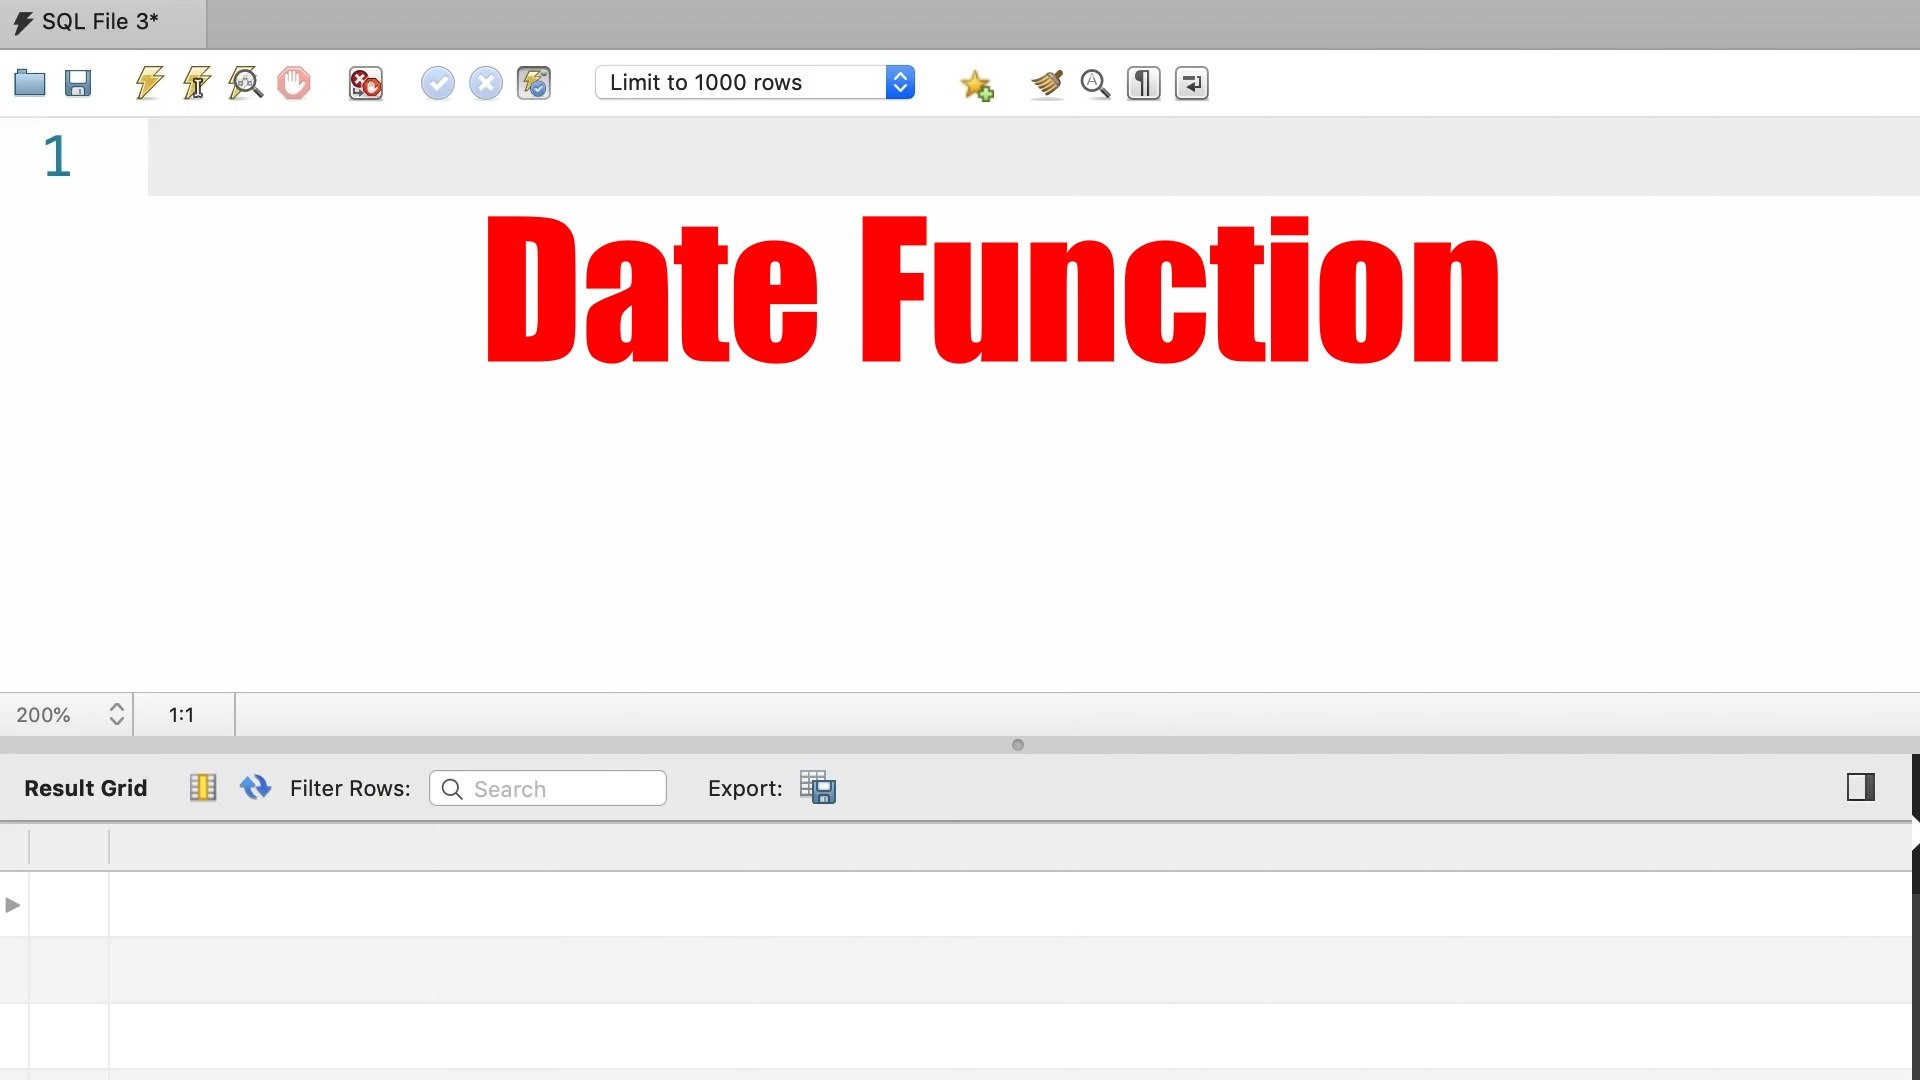 SQL File 3*
Limit to 1000 rows
1
Date Function
200%
1:1
Result Grid
Filter Rows:
Search
Export: